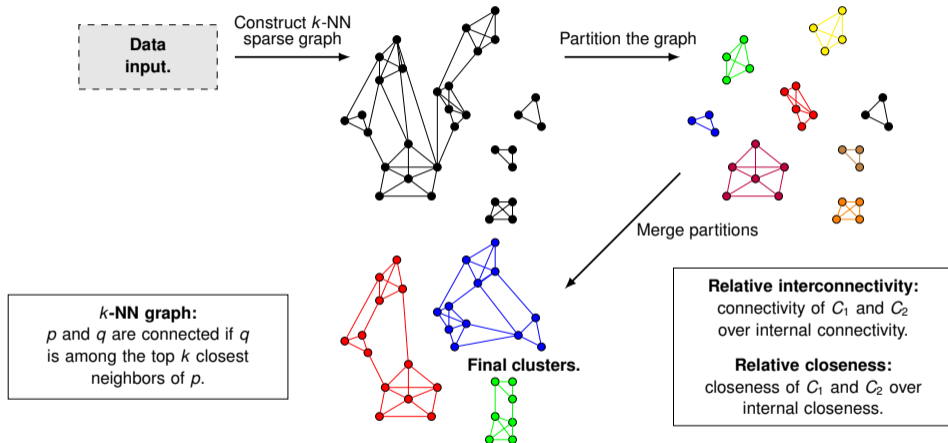 Data
input.
Construct k-NN
sparse graph
Partition the graph
Merge partitions
k-NN graph:
p and q are connected if q
is among the top k closest
neighbors of p.
Final clusters.
Relative interconnectivity:
connectivity of C₁ and C₂
over internal connectivity.
Relative closeness:
closeness of C₁ and C₂ over
internal closeness.